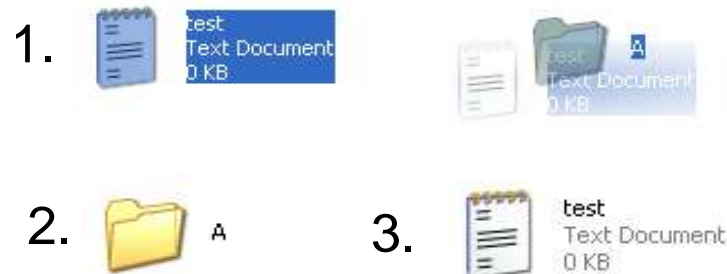 1.
test
Text Document
0 KB
A
test
Text Document
0 KB
2.
A
3.
test
Text Document
0 KB